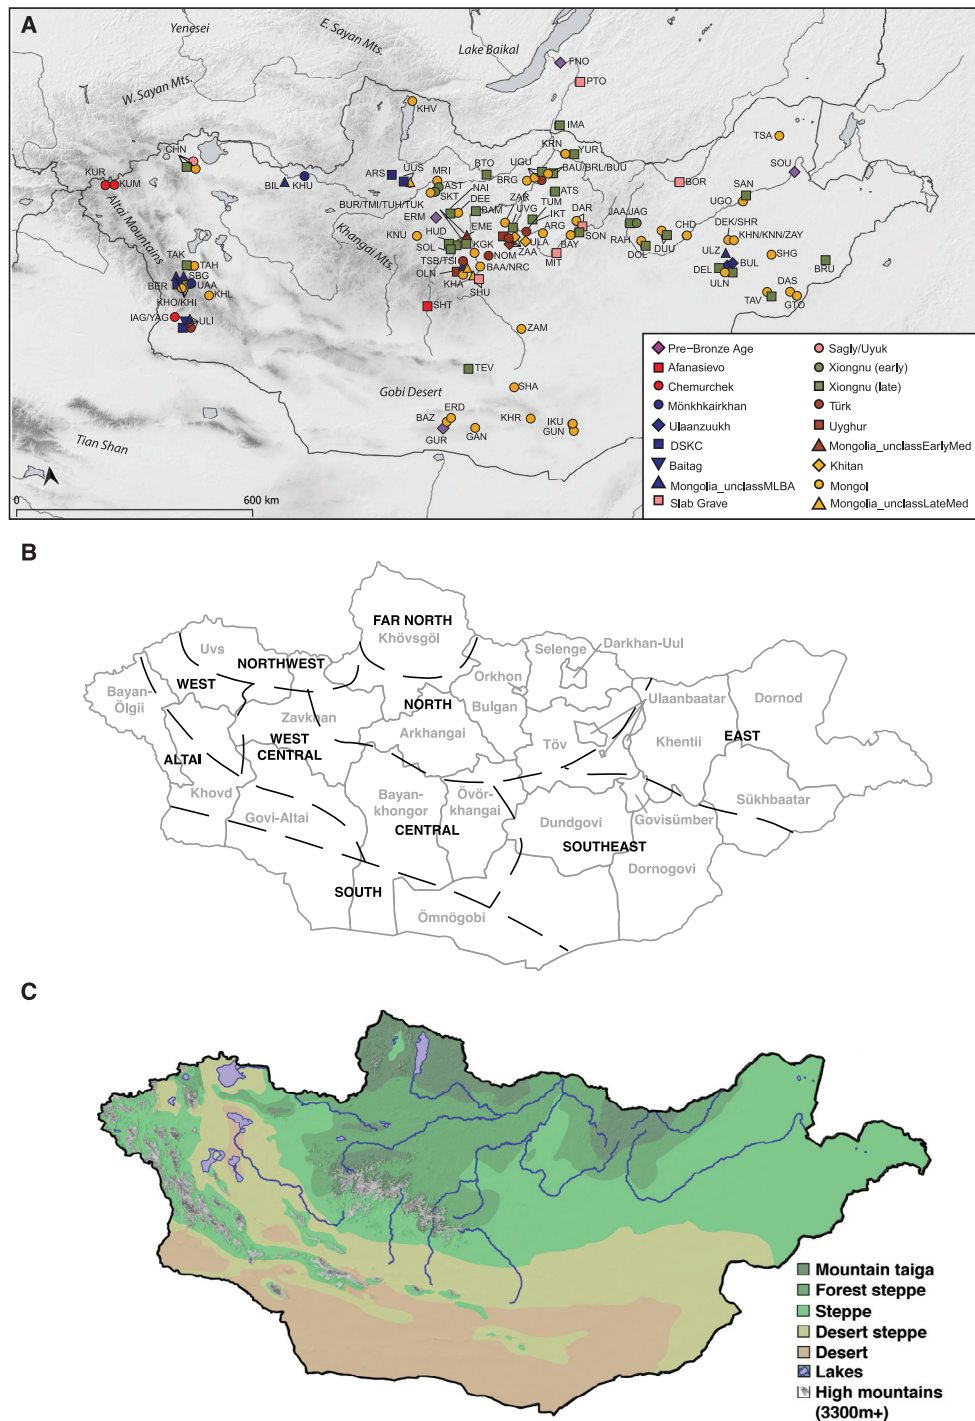 A
Yenesei
E. Sayan Mts.
Lake Baikal
W. Sayan Mts.
Altai Mountains
Khangai Mts.
Gobi Desert
Tian Shan
FNO
PTO
KHV
IMA
TSA
CHN
KRN
YUR
SOU
KUR
KUM
BIL
KHU
ARS
UUS
MRI
BTO
UGU
BAU/BRL/BUU
BOR
SAN
AST
SKT
NAI
BRG
ATS
UGO
BUR/TMI/TUH/TUK
DEE
ZAR
TUM
DAR
JAA/JAG
ERM
BAM
UVG
IKT
DEK/SHR
EME
HUD
ARG
SON
CHD
KHN/KNN/ZAY
KNU
SOL
KGK
ULA
BAY
RAH
DUU
ULZ
SHG
NOM
ZAA
MIT
DOL
BUL
BRU
TAK
TAH
TSB/TSI
BAA/NRC
DEL
SBG
OLN
ULN
BER
UAA
KHA
SHU
DAS
KHL
TAV
GTO
KHO/KHI
SHT
IAG/YAG
ULI
ZAM
TEV
SHA
ERD
BAZ
KHR
IKU
GUR
GAN
GUN
0
600 km
Pre−Bronze Age
Afanasievo
Chemurchek
Mönkhkairkhan
Ulaanzuukh
DSKC
Baitag
Mongolia_unclassMLBA
Slab Grave
Sagly/Uyuk
Xiongnu (early)
Xiongnu (late)
Türk
Uyghur
Mongolia_unclassEarlyMed
Khitan
Mongol
Mongolia_unclassLateMed
B
FAR NORTH
Khövsgöl
Uvs
NORTHWEST
WEST
Bayan-
Ölgii
Selenge
Darkhan-Uul
Orkhon
Bulgan
NORTH
Ulaanbaatar
Dornod
Zavkhan
WEST
CENTRAL
Arkhangai
Töv
Khentii
EAST
ALTAI
Khovd
Govi-Altai
Bayan-
khongor
Övör-
khangai
CENTRAL
Dundgovi
Govisümber
Sükhbaatar
SOUTHEAST
Dornogovi
SOUTH
Ömnögobi
C
Mountain taiga
Forest steppe
Steppe
Desert steppe
Desert
Lakes
High mountains
(3300m+)